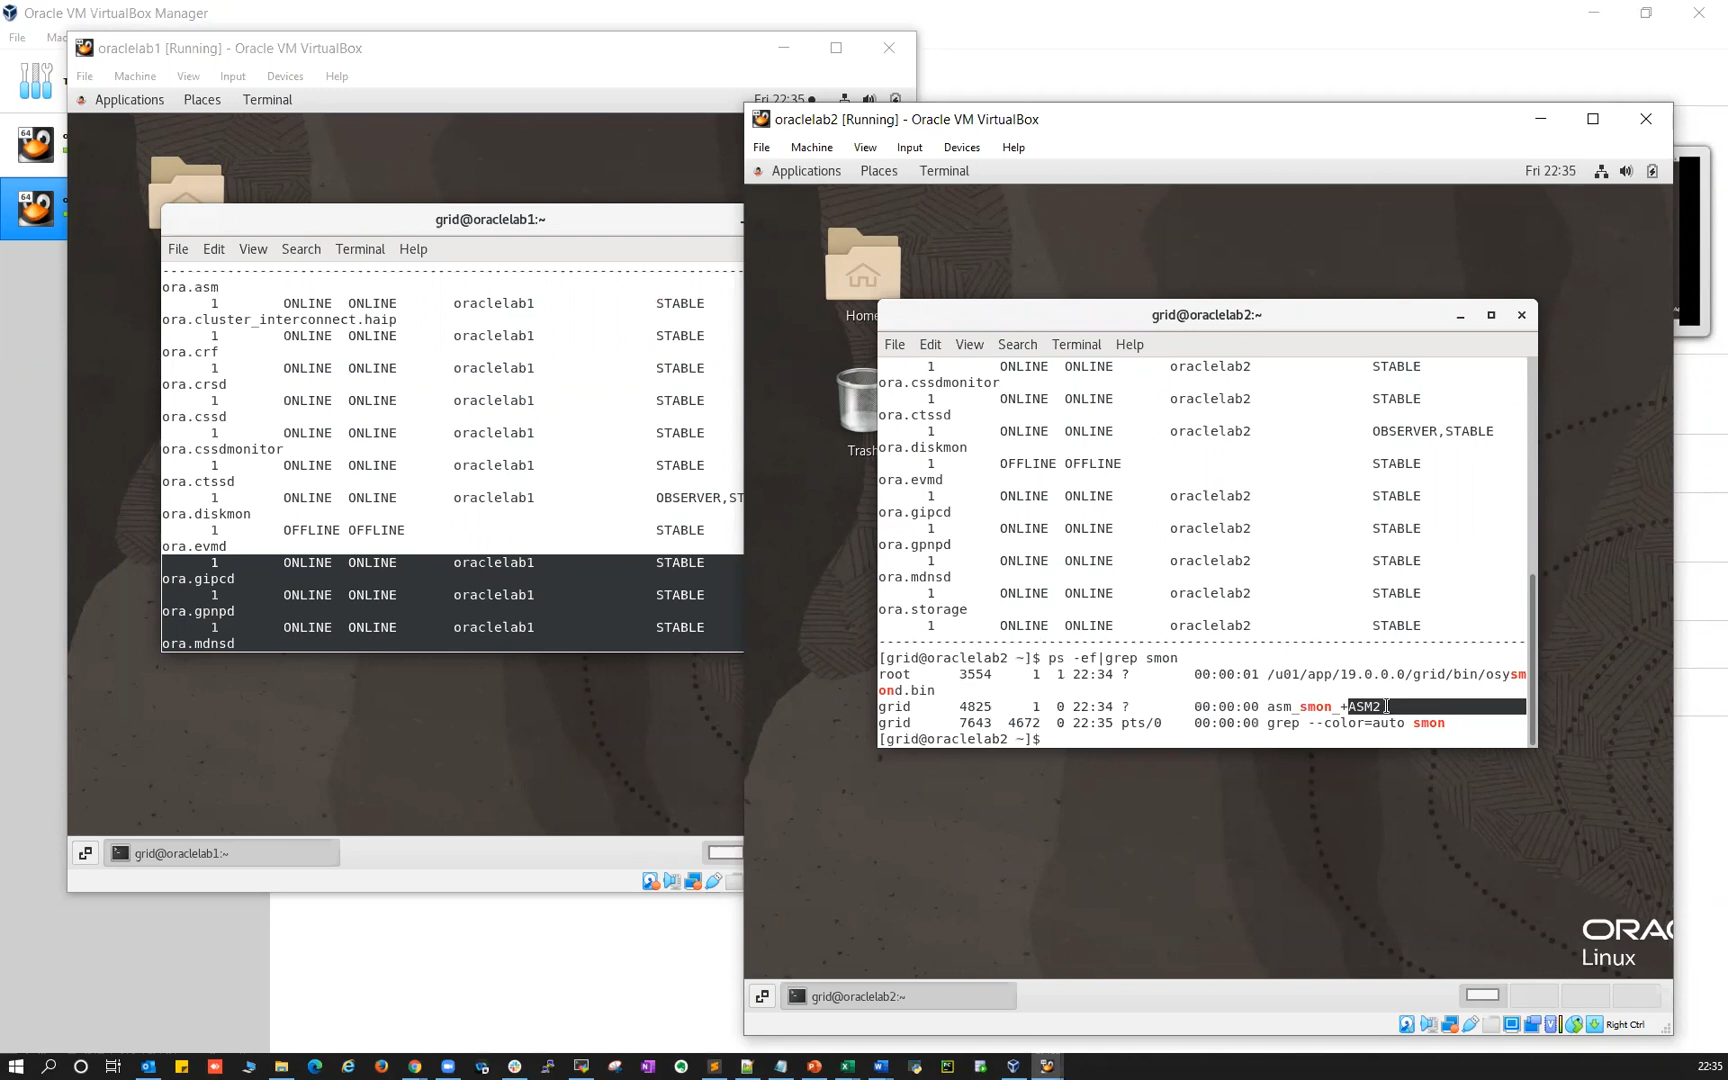 Oracle VM VirtualBox Manager
File
oraclelab1 [Running] - Oracle VM VirtualBox
File Machine View Input Devices Help
Applications Places Terminal
Fri 22:35
grid@oraclelab1:~
File Edit View Search Terminal Help
--------------------------------------------------------------------------------
ora.asm
1 ONLINE ONLINE oraclelab1 STABLE
ora.cluster_interconnect.haip
1 ONLINE ONLINE oraclelab1 STABLE
ora.crf
1 ONLINE ONLINE oraclelab1 STABLE
ora.crsd
1 ONLINE ONLINE oraclelab1 STABLE
ora.cssd
1 ONLINE ONLINE oraclelab1 STABLE
ora.cssdmonitor
1 ONLINE ONLINE oraclelab1 STABLE
ora.ctssd
1 ONLINE ONLINE oraclelab1 OBSERVER,ST
ora.diskmon
1 OFFLINE OFFLINE STABLE
ora.evmd
1 ONLINE ONLINE oraclelab1 STABLE
ora.gipcd
1 ONLINE ONLINE oraclelab1 STABLE
ora.gpnpd
1 ONLINE ONLINE oraclelab1 STABLE
ora.mdnsd
grid@oraclelab1:~
oraclelab2 [Running] - Oracle VM VirtualBox
File Machine View Input Devices Help
Applications Places Terminal
Fri 22:35
Home
Trash
grid@oraclelab2:~
File Edit View Search Terminal Help
1 ONLINE ONLINE oraclelab2 STABLE
ora.cssdmonitor
1 ONLINE ONLINE oraclelab2 STABLE
ora.ctssd
1 ONLINE ONLINE oraclelab2 OBSERVER,STABLE
ora.diskmon
1 OFFLINE OFFLINE STABLE
ora.evmd
1 ONLINE ONLINE oraclelab2 STABLE
ora.gipcd
1 ONLINE ONLINE oraclelab2 STABLE
ora.gpnpd
1 ONLINE ONLINE oraclelab2 STABLE
ora.mdnsd
1 ONLINE ONLINE oraclelab2 STABLE
ora.storage
1 ONLINE ONLINE oraclelab2 STABLE
--------------------------------------------------------------------------------
[grid@oraclelab2 ~]$ ps -ef|grep smon
root 3554 1 1 22:34 ? 00:00:01 /u01/app/19.0.0.0/grid/bin/osysm
ond.bin
grid 4825 1 0 22:34 ? 00:00:00 asm_smon_+ASM2
grid 7643 4672 0 22:35 pts/0 00:00:00 grep --color=auto smon
[grid@oraclelab2 ~]$
ORAC
Linux
grid@oraclelab2:~
Right Ctrl
22:35